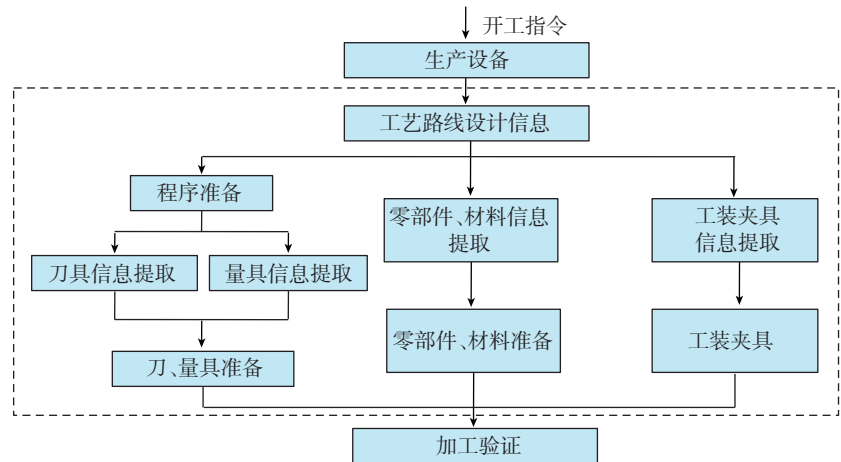 开工指令
生产设备
工艺路线设计信息
程序准备
零部件、材料信息
提取
工装夹具
信息提取
刀具信息提取
量具信息提取
零部件、材料准备
工装夹具
刀、量具准备
加工验证